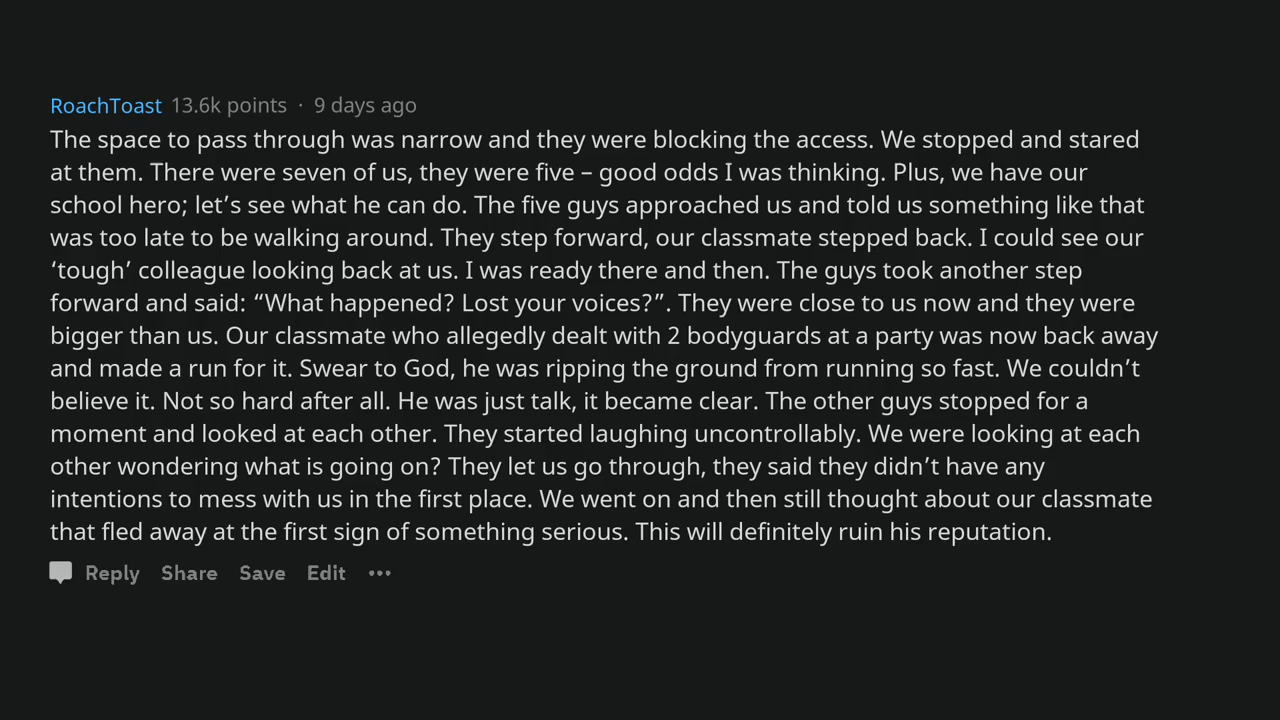 RoachToast 13.6k points · 9 days ago
The space to pass through was narrow and they were blocking the access. We stopped and stared
at them. There were seven of us, they were five – good odds I was thinking. Plus, we have our
school hero; let’s see what he can do. The five guys approached us and told us something like that
was too late to be walking around. They step forward, our classmate stepped back. I could see our
‘tough’ colleague looking back at us. I was ready there and then. The guys took another step
forward and said: “What happened? Lost your voices?”. They were close to us now and they were
bigger than us. Our classmate who allegedly dealt with 2 bodyguards at a party was now back away
and made a run for it. Swear to God, he was ripping the ground from running so fast. We couldn’t
believe it. Not so hard after all. He was just talk, it became clear. The other guys stopped for a
moment and looked at each other. They started laughing uncontrollably. We were looking at each
other wondering what is going on? They let us go through, they said they didn’t have any
intentions to mess with us in the first place. We went on and then still thought about our classmate
that fled away at the first sign of something serious. This will definitely ruin his reputation.
Reply Share Save Edit •••